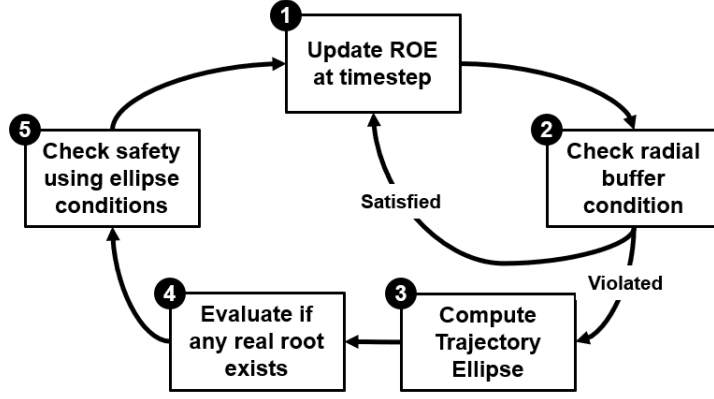 1
Update ROE
at timestep
2
Check radial
buffer
condition
Satisfied
Violated
3
Compute
Trajectory
Ellipse
4
Evaluate if
any real root
exists
5
Check safety
using ellipse
conditions